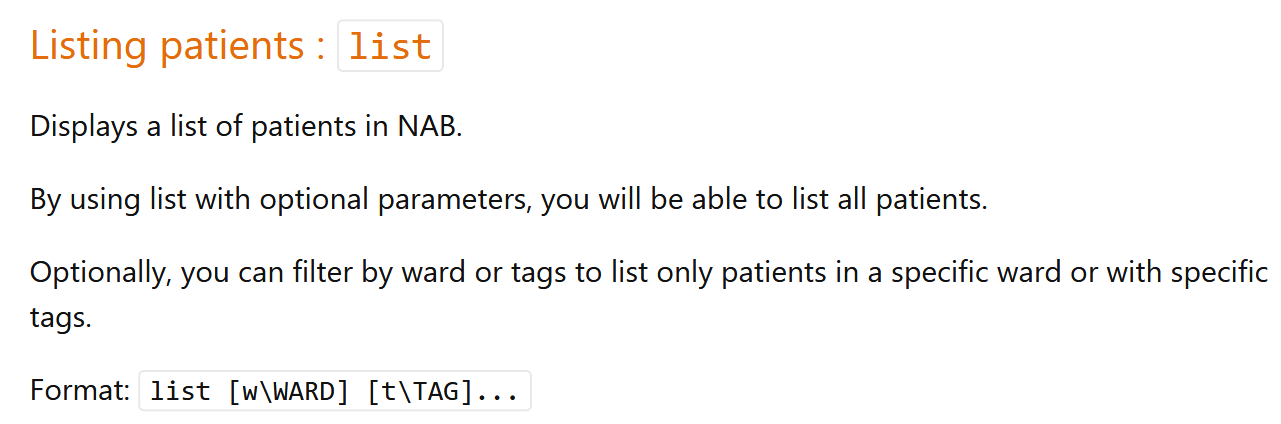 Listing patients : list
Displays a list of patients in NAB.
By using list with optional parameters, you will be able to list all patients.
Optionally, you can filter by ward or tags to list only patients in a specific ward or with specific
tags.
Format: list [w\WARD] [t\TAG]...